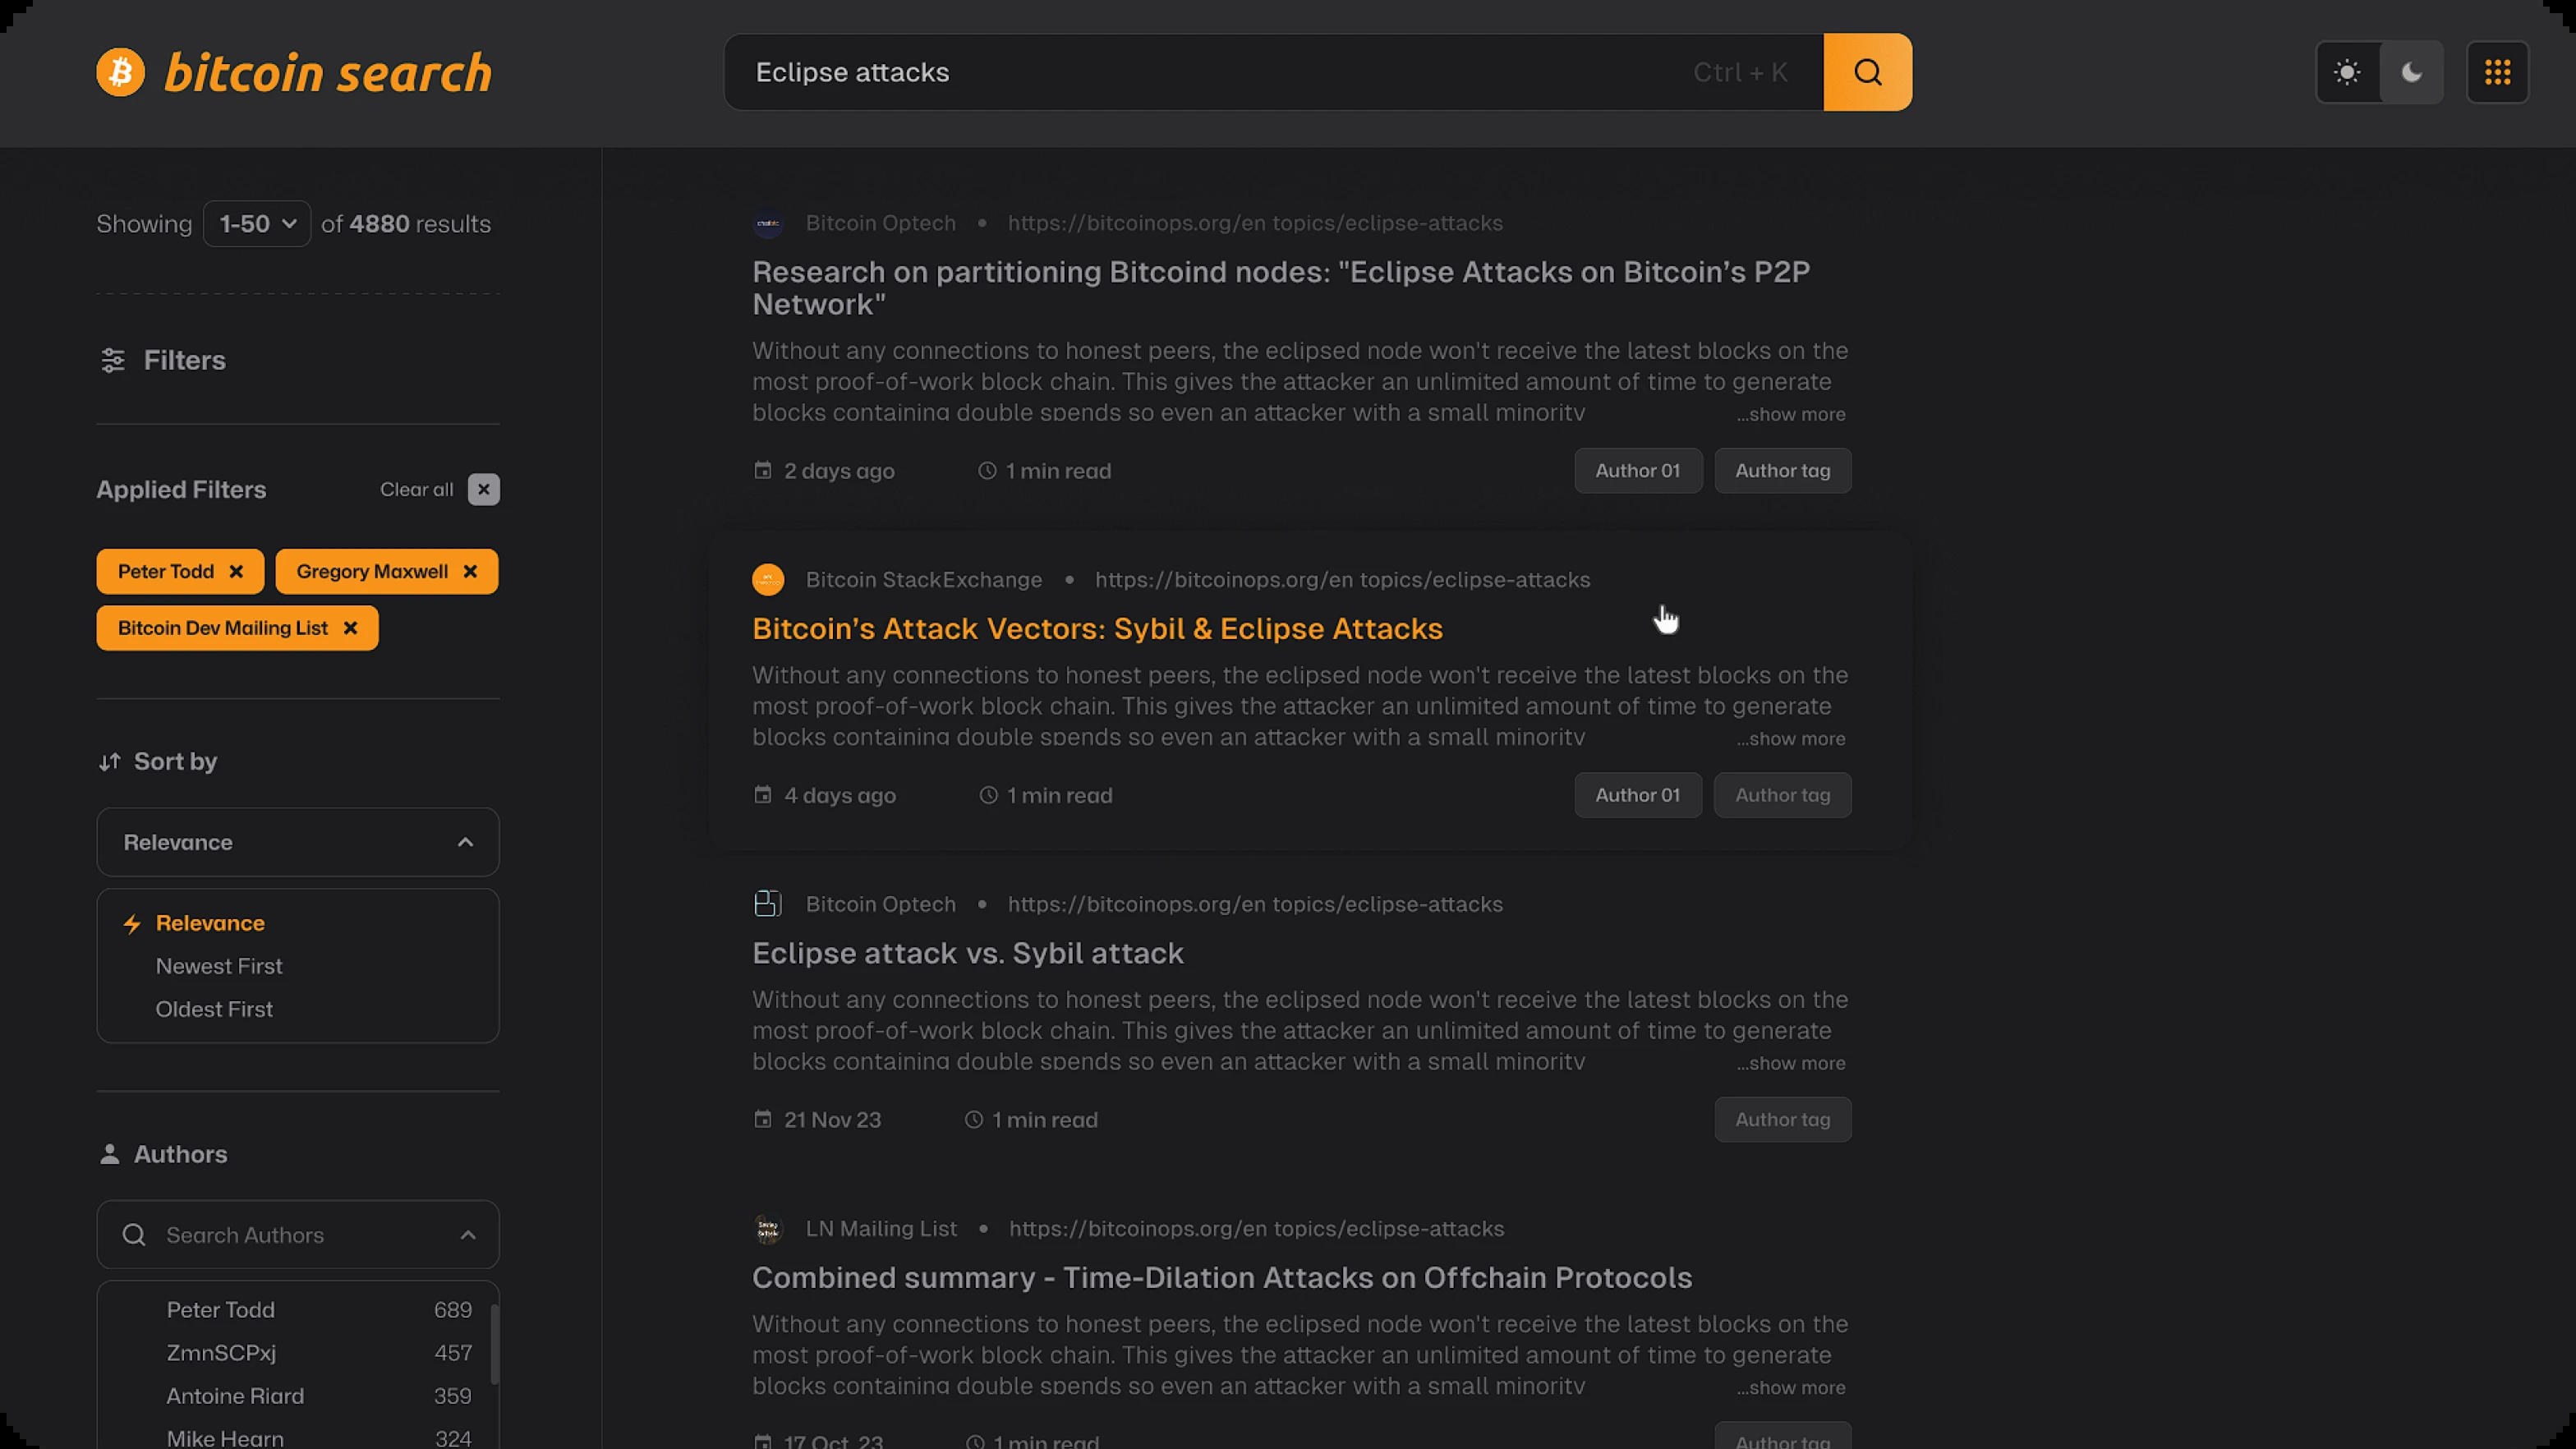 bitcoin search
Eclipse attacks
Ctrl + K
Showing 1-50 of 4880 results
Filters
Applied Filters
Clear all
Peter Todd
Gregory Maxwell
Bitcoin Dev Mailing List
Sort by
Relevance
Relevance
Newest First
Oldest First
Authors
Search Authors
Peter Todd 689
ZmnSCPxj 457
Antoine Riard 359
Mike Hearn 324
Bitcoin Optech • https://bitcoinops.org/en topics/eclipse-attacks
Research on partitioning Bitcoind nodes: "Eclipse Attacks on Bitcoin’s P2P
Network"
Without any connections to honest peers, the eclipsed node won't receive the latest blocks on the
most proof-of-work block chain. This gives the attacker an unlimited amount of time to generate
blocks containing double spends so even an attacker with a small minority ...show more
2 days ago 1 min read Author 01 Author tag
Bitcoin StackExchange • https://bitcoinops.org/en topics/eclipse-attacks
Bitcoin’s Attack Vectors: Sybil & Eclipse Attacks
Without any connections to honest peers, the eclipsed node won't receive the latest blocks on the
most proof-of-work block chain. This gives the attacker an unlimited amount of time to generate
blocks containing double spends so even an attacker with a small minority ...show more
4 days ago 1 min read Author 01 Author tag
Bitcoin Optech • https://bitcoinops.org/en topics/eclipse-attacks
Eclipse attack vs. Sybil attack
Without any connections to honest peers, the eclipsed node won't receive the latest blocks on the
most proof-of-work block chain. This gives the attacker an unlimited amount of time to generate
blocks containing double spends so even an attacker with a small minority ...show more
21 Nov 23 1 min read Author tag
LN Mailing List • https://bitcoinops.org/en topics/eclipse-attacks
Combined summary - Time-Dilation Attacks on Offchain Protocols
Without any connections to honest peers, the eclipsed node won't receive the latest blocks on the
most proof-of-work block chain. This gives the attacker an unlimited amount of time to generate
blocks containing double spends so even an attacker with a small minority ...show more
17 Oct 23 1 min read Author tag